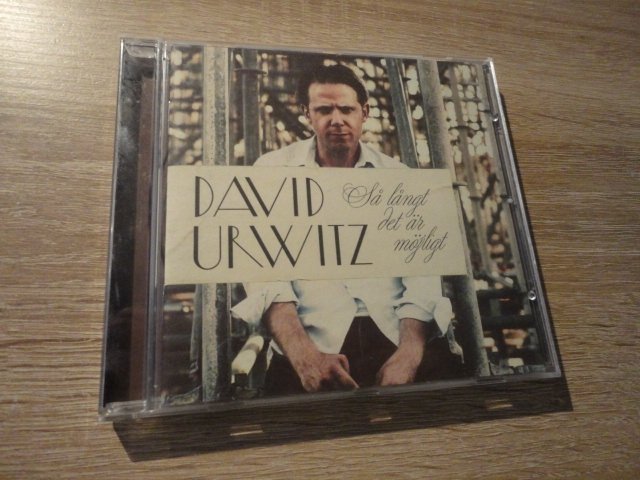 DAVID
URWITZ
Så långt
det är
möjligt